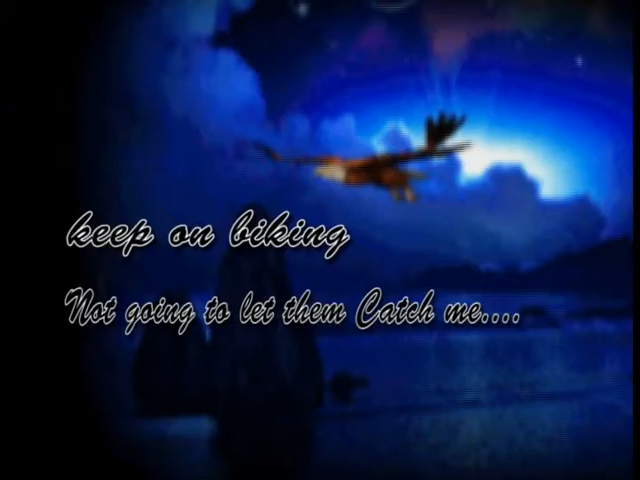 keep on biking
Not going to let them Catch me....